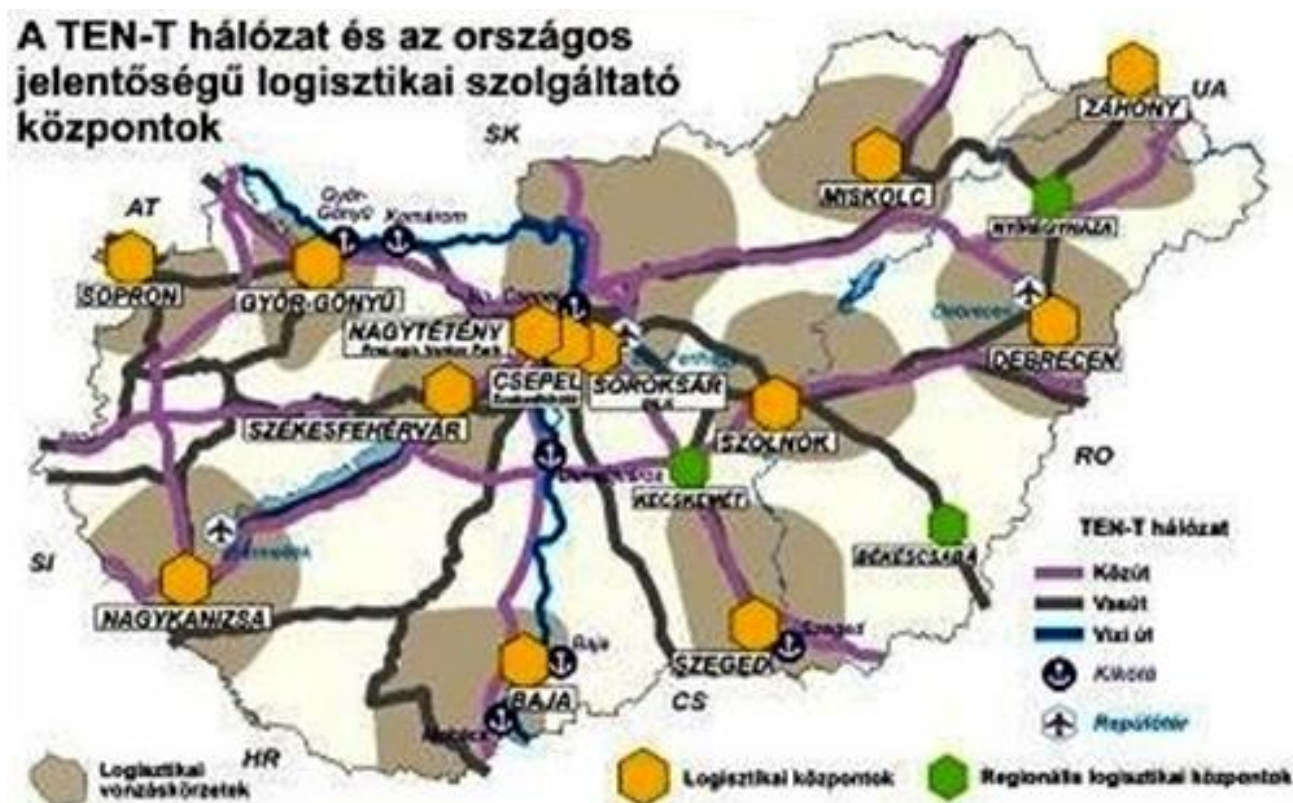 A TEN-T hálózat és az országos
jelentőségű logisztikai szolgáltató
központok
SK
UA
ZÁHONY
MISKOLC
NYÍREGYHÁZA
AT
Győr-
Gönyű
Komárom
SOPRON
GYŐR-GÖNYŰ
Debrecen
DEBRECEN
NAGYTÉTÉNY
CSEPEL
SOROKSÁR
SZÉKESFEHÉRVÁR
SZOLNOK
RO
KECSKEMÉT
BÉKÉSCSABA
SI
NAGYKANIZSA
Szeged
SZEGED
Baja
BAJA
CS
HR
TEN-T hálózat
Közút
Vasút
Vízi út
Kikötő
Repülőtér
Logisztikai
vonzáskörzetek
Logisztikai központok
Regionális logisztikai központok